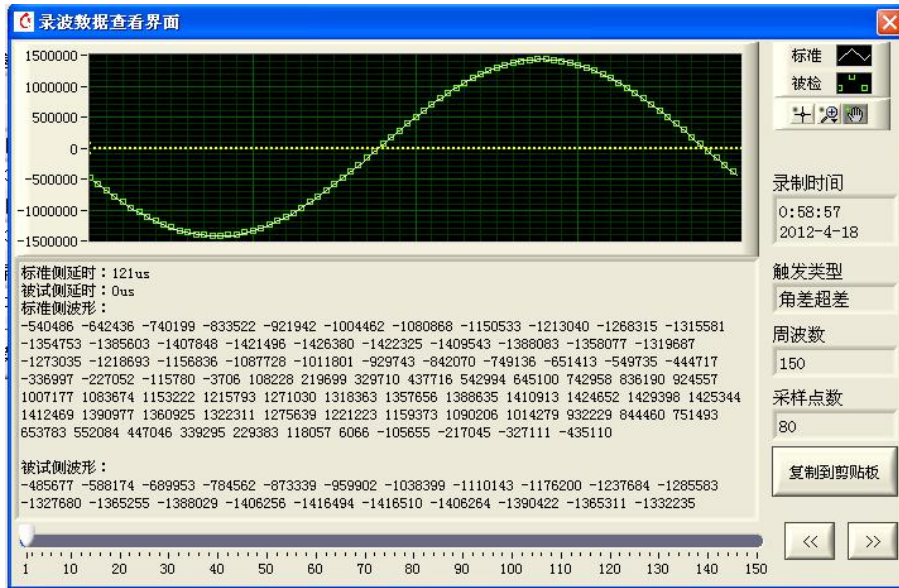 录波数据查看界面
1500000
1000000
500000
0
-500000
-1000000
-1500000
标准
被检
录制时间
0:58:57
2012-4-18
触发类型
角差超差
周波数
150
采样点数
80
复制到剪贴板
<<
>>
标准侧延时：121us
被试侧延时：0us
标准侧波形：
-540486 -642436 -740199 -833522 -921942 -1004462 -1080868 -1150533 -1213040 -1268315 -1315581
-1354753 -1385603 -1407848 -1421496 -1426380 -1422325 -1409543 -1388083 -1358077 -1319687
-1273035 -1218693 -1156836 -1087728 -1011801 -929743 -842070 -749136 -651413 -549735 -444717
-336997 -227052 -115780 -3706 108228 219699 329710 437716 542994 645100 742958 836190 924557
1007177 1083674 1153222 1215793 1271030 1318363 1357656 1388635 1410913 1424652 1429398 1425344
1412469 1390977 1360925 1322311 1275639 1221223 1159373 1090206 1014279 932229 844460 751493
653783 552084 447046 339295 229383 118057 6066 -105655 -217045 -327111 -435110
被试侧波形：
-485677 -588174 -689953 -784562 -873339 -959902 -1038399 -1110143 -1176200 -1237684 -1285583
-1327680 -1365255 -1388029 -1406256 -1416494 -1416510 -1406264 -1390422 -1365311 -1332235
1 10 20 30 40 50 60 70 80 90 100 110 120 130 140 150